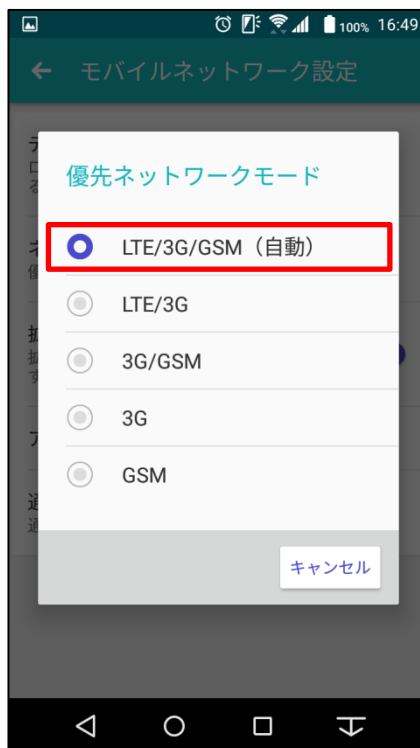 100% 16:49
モバイルネットワーク設定
優先ネットワークモード
LTE/3G/GSM（自動）
LTE/3G
3G/GSM
3G
GSM
キャンセル